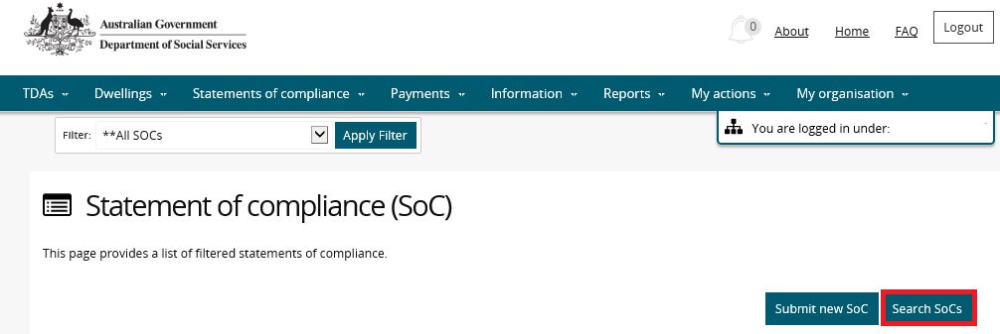 Australian Government
Department of Social Services
0
About Home FAQ Logout
TDAs Dwellings Statements of compliance Payments Information Reports My actions My organisation
Filter: **All SOCs Apply Filter
You are logged in under:
Statement of compliance (SoC)
This page provides a list of filtered statements of compliance.
Submit new SoC Search SoCs